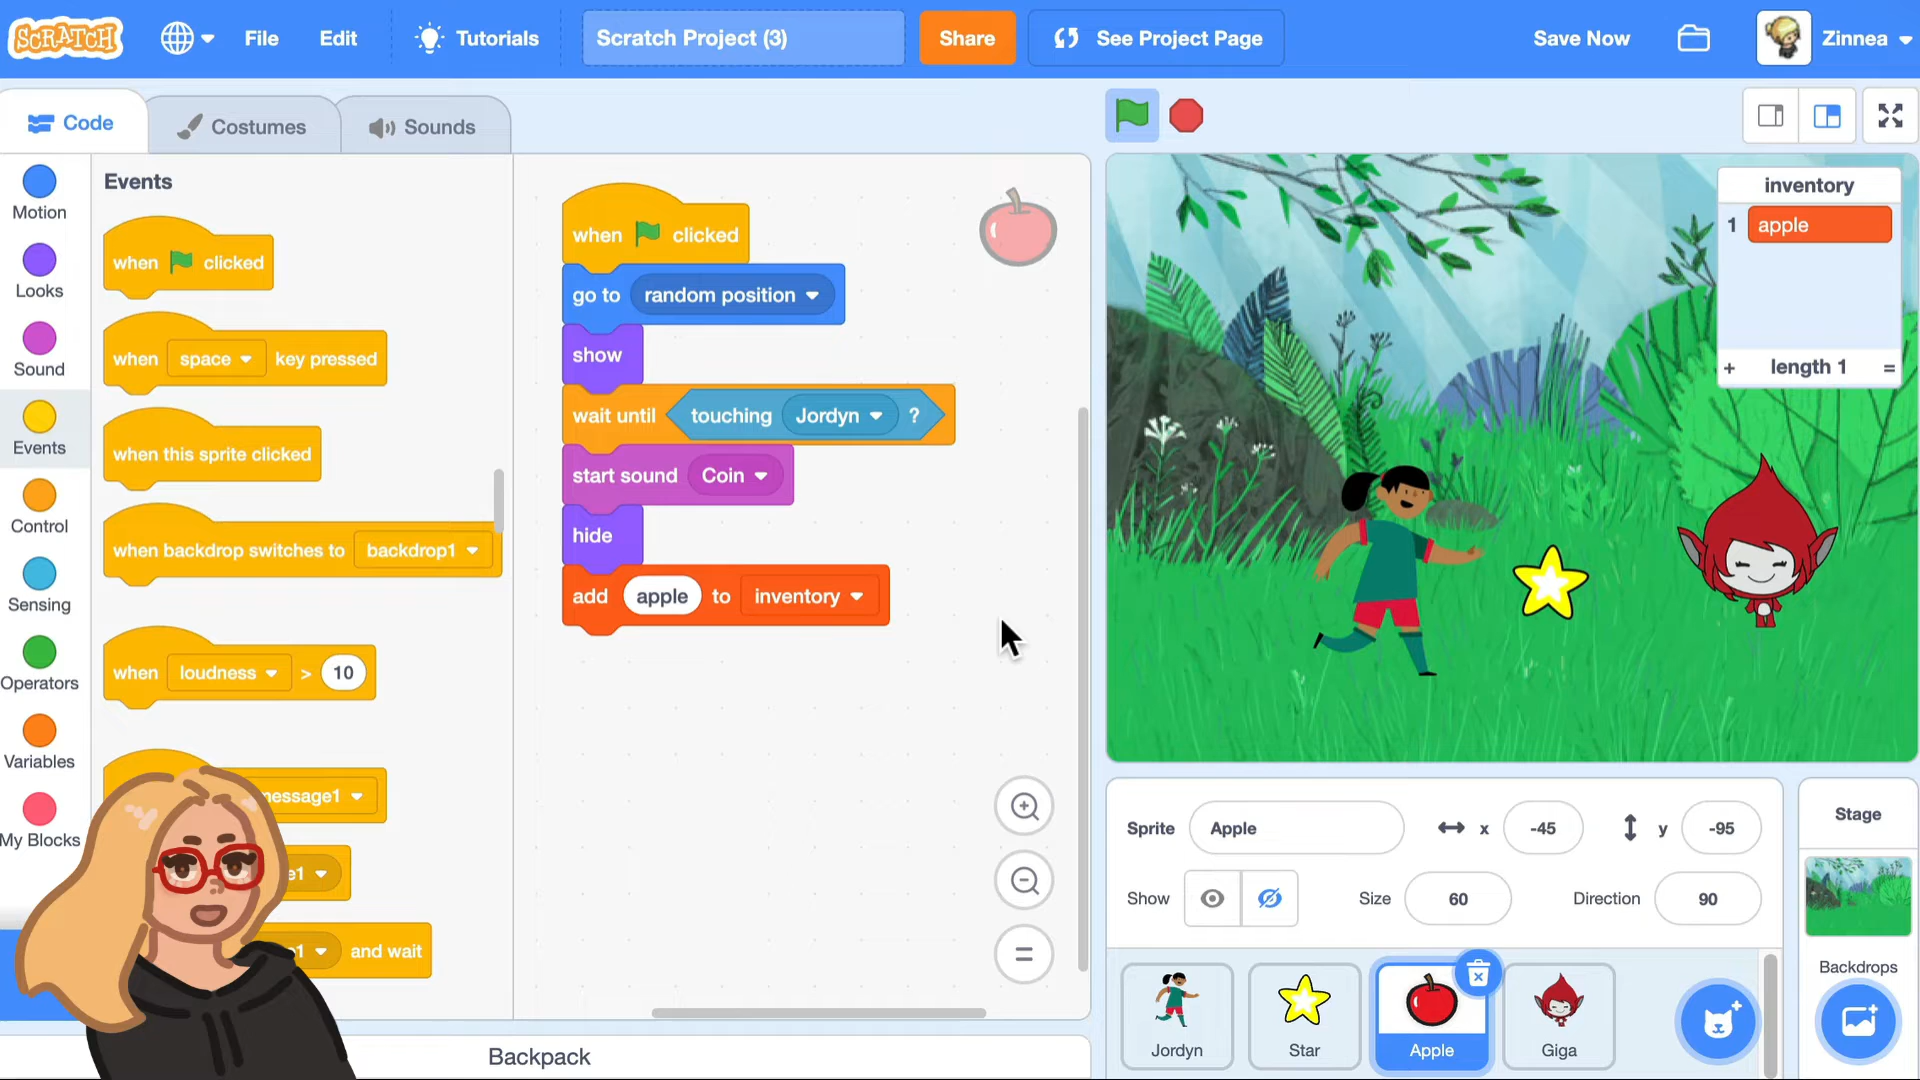 SCRATCH
File
Edit
Tutorials
Scratch Project (3)
Share
See Project Page
Save Now
Zinnea
Code
Costumes
Sounds
Motion
Looks
Sound
Events
Control
Sensing
Operators
Variables
My Blocks
Events
when clicked
when space key pressed
when this sprite clicked
when backdrop switches to backdrop1
when loudness > 10
essage1
e1
1 and wait
when clicked
go to random position
show
wait until touching Jordyn ?
start sound Coin
hide
add apple to inventory
=
Backpack
inventory
1 apple
+ length 1 =
Sprite Apple x -45 y -95
Show Size 60 Direction 90
Jordyn
Star
Apple
Giga
Stage
Backdrops